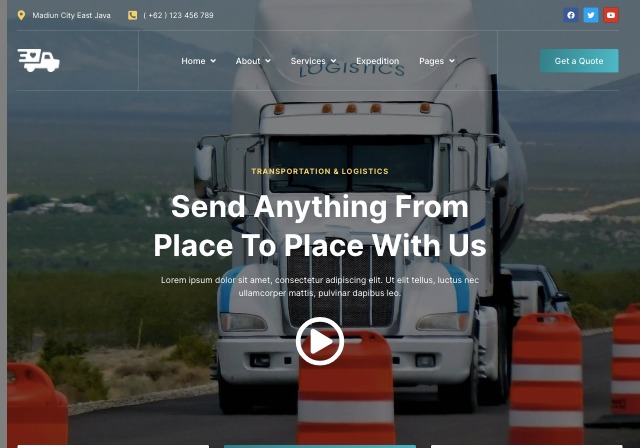 Madiun City East Java
( +62 ) 123 456 789
Home
About
Services
Expedition
Pages
Get a Quote
LOGISTICS
TRANSPORTATION & LOGISTICS
Send Anything From
Place To Place With Us
Lorem ipsum dolor sit amet, consectetur adipiscing elit. Ut elit tellus, luctus nec
ullamcorper mattis, pulvinar dapibus leo.